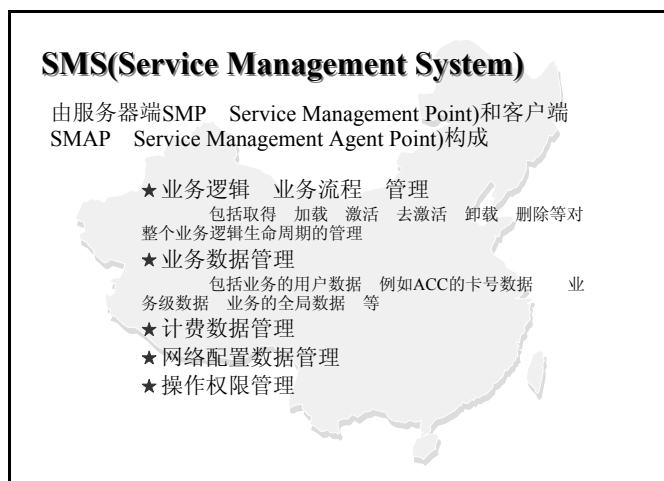 SMS(Service Management System)
由服务器端SMP Service Management Point)和客户端
SMAP Service Management Agent Point)构成
★业务逻辑 业务流程 管理
包括取得 加载 激活 去激活 卸载 删除等对
整个业务逻辑生命周期的管理
★业务数据管理
包括业务的用户数据 例如ACC的卡号数据 业
务级数据 业务的全局数据 等
★计费数据管理
★网络配置数据管理
★操作权限管理